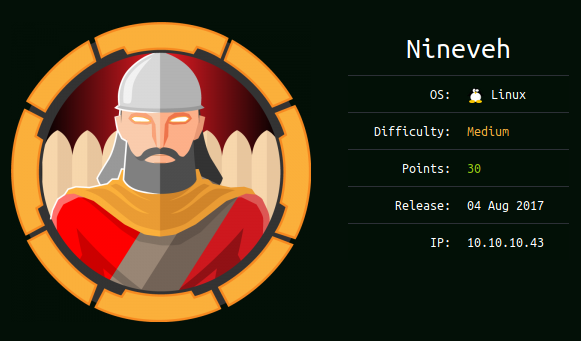 Nineveh
OS: Linux
Difficulty: Medium
Points: 30
Release: 04 Aug 2017
IP: 10.10.10.43